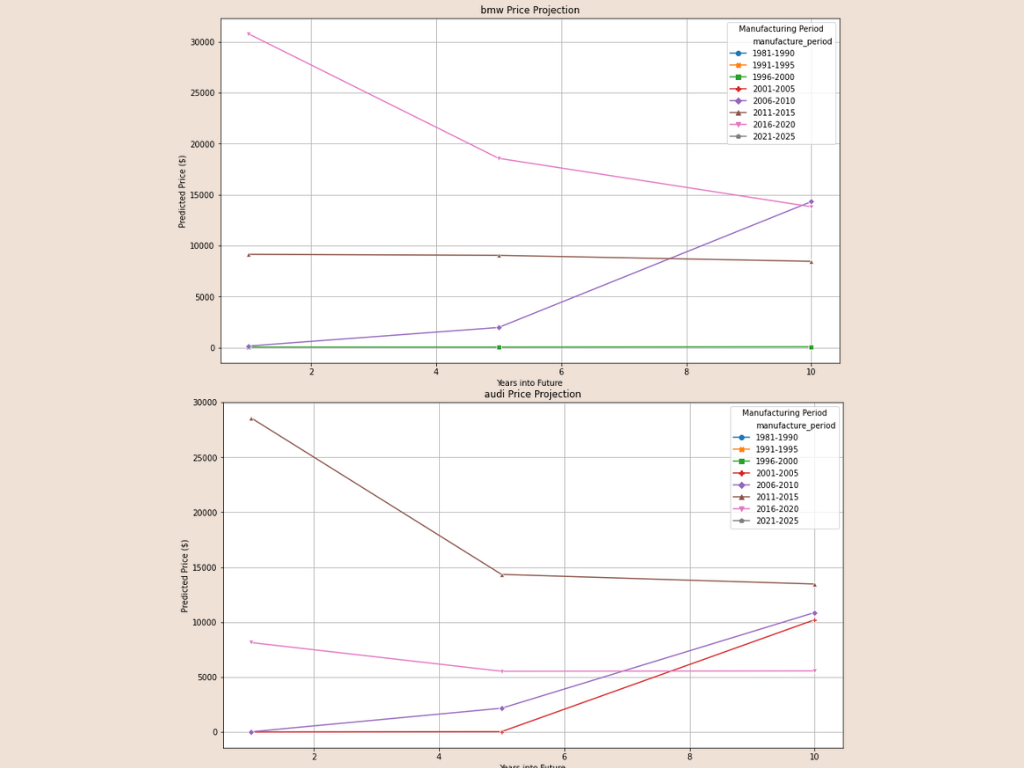 bmw Price Projection
Manufacturing Period
manufacture_period
1981-1990
1991-1995
1996-2000
2001-2005
2006-2010
2011-2015
2016-2020
2021-2025
30000
25000
20000
15000
10000
5000
0
Predicted Price ($)
2 4 6 8 10
Years into Future
audi Price Projection
Manufacturing Period
manufacture_period
1981-1990
1991-1995
1996-2000
2001-2005
2006-2010
2011-2015
2016-2020
2021-2025
30000
25000
20000
15000
10000
5000
0
Predicted Price ($)
2 4 6 8 10
Years into Future